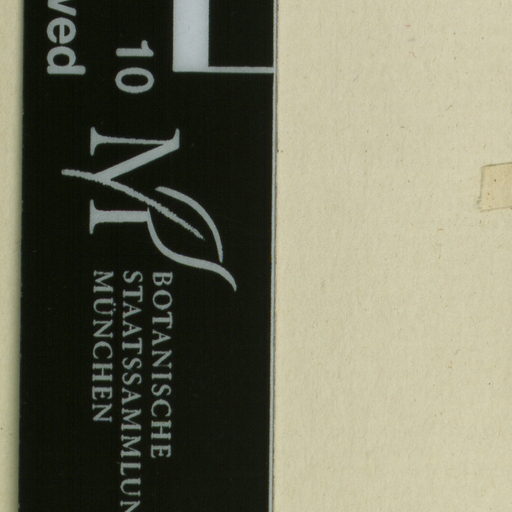 ved
10
M
BOTANISCHE
STAATSSAMMLUN
MÜNCHEN